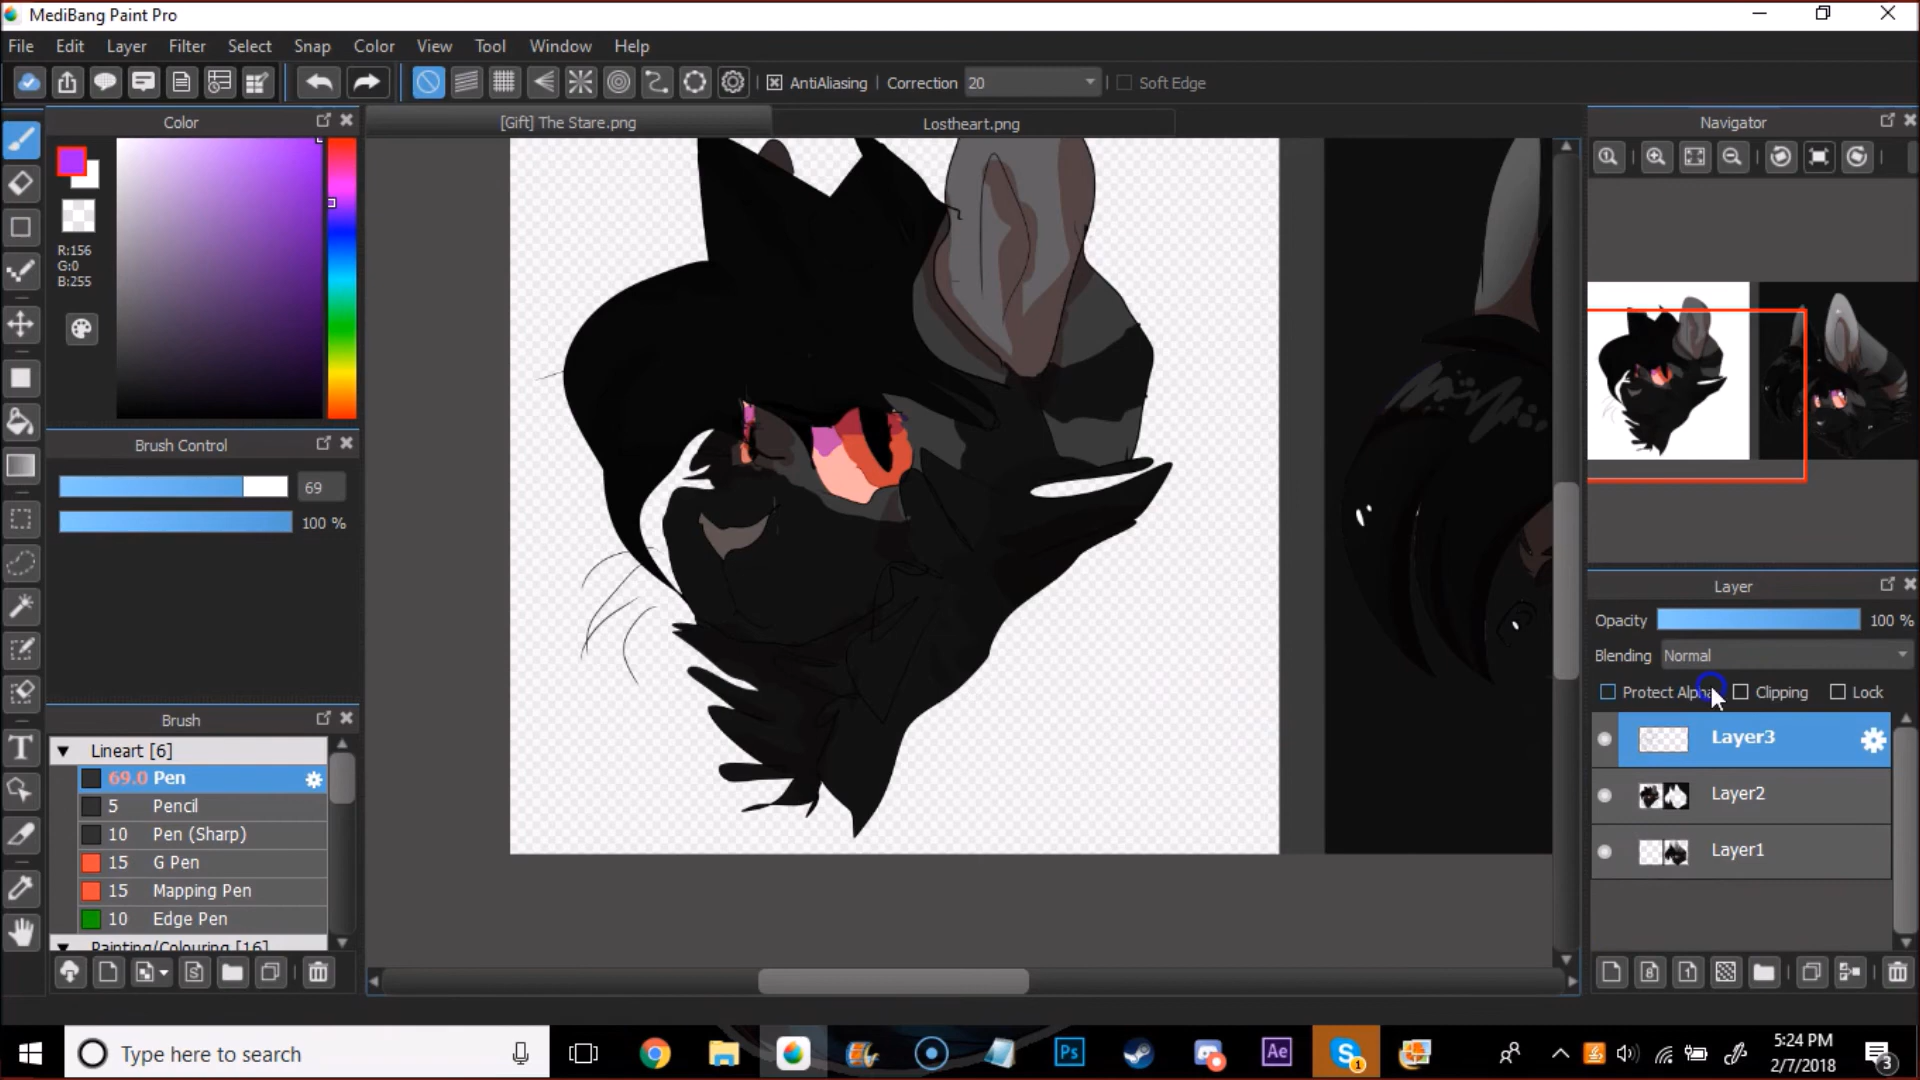 MediBang Paint Pro
File Edit Layer Filter Select Snap Color View Tool Window Help
AntiAliasing Correction 20 Soft Edge
Color
[Gift] The Stare.png
Lostheart.png
Navigator
R:156
G:0
B:255
Brush Control
69
100 %
Layer
Opacity 100 %
Blending Normal
Protect Alpha Clipping Lock
Brush
Lineart [6]
69.0 Pen
5 Pencil
10 Pen (Sharp)
15 G Pen
15 Mapping Pen
10 Edge Pen
Painting/Colouring [16]
Layer3
Layer2
Layer1
Type here to search
Ps
Ae
S
1
5:24 PM
2/7/2018
3